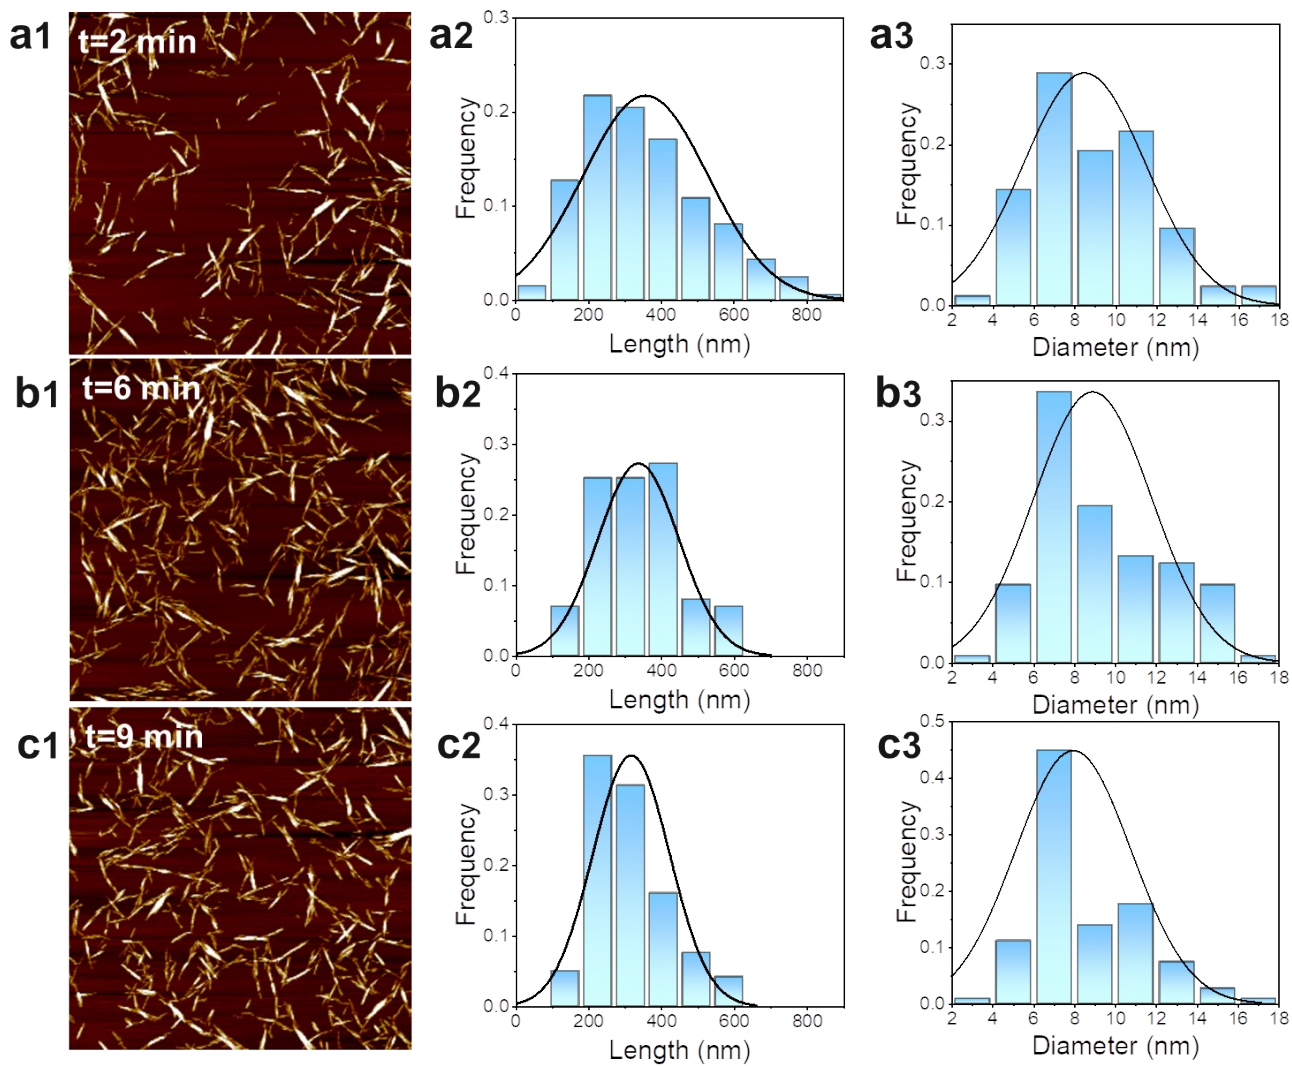 a1
t=2 min
a2
0.3
0.2
0.1
0.0
Frequency
0 200 400 600 800
Length (nm)
a3
0.3
0.2
0.1
0.0
Frequency
2 4 6 8 10 12 14 16 18
Diameter (nm)
b1
t=6 min
b2
0.4
0.3
0.2
0.1
0.0
Frequency
0 200 400 600 800
Length (nm)
b3
0.3
0.2
0.1
0.0
Frequency
2 4 6 8 10 12 14 16 18
Diameter (nm)
c1
t=9 min
c2
0.4
0.3
0.2
0.1
0.0
Frequency
0 200 400 600 800
Length (nm)
c3
0.5
0.4
0.3
0.2
0.1
0.0
Frequency
2 4 6 8 10 12 14 16 18
Diameter (nm)